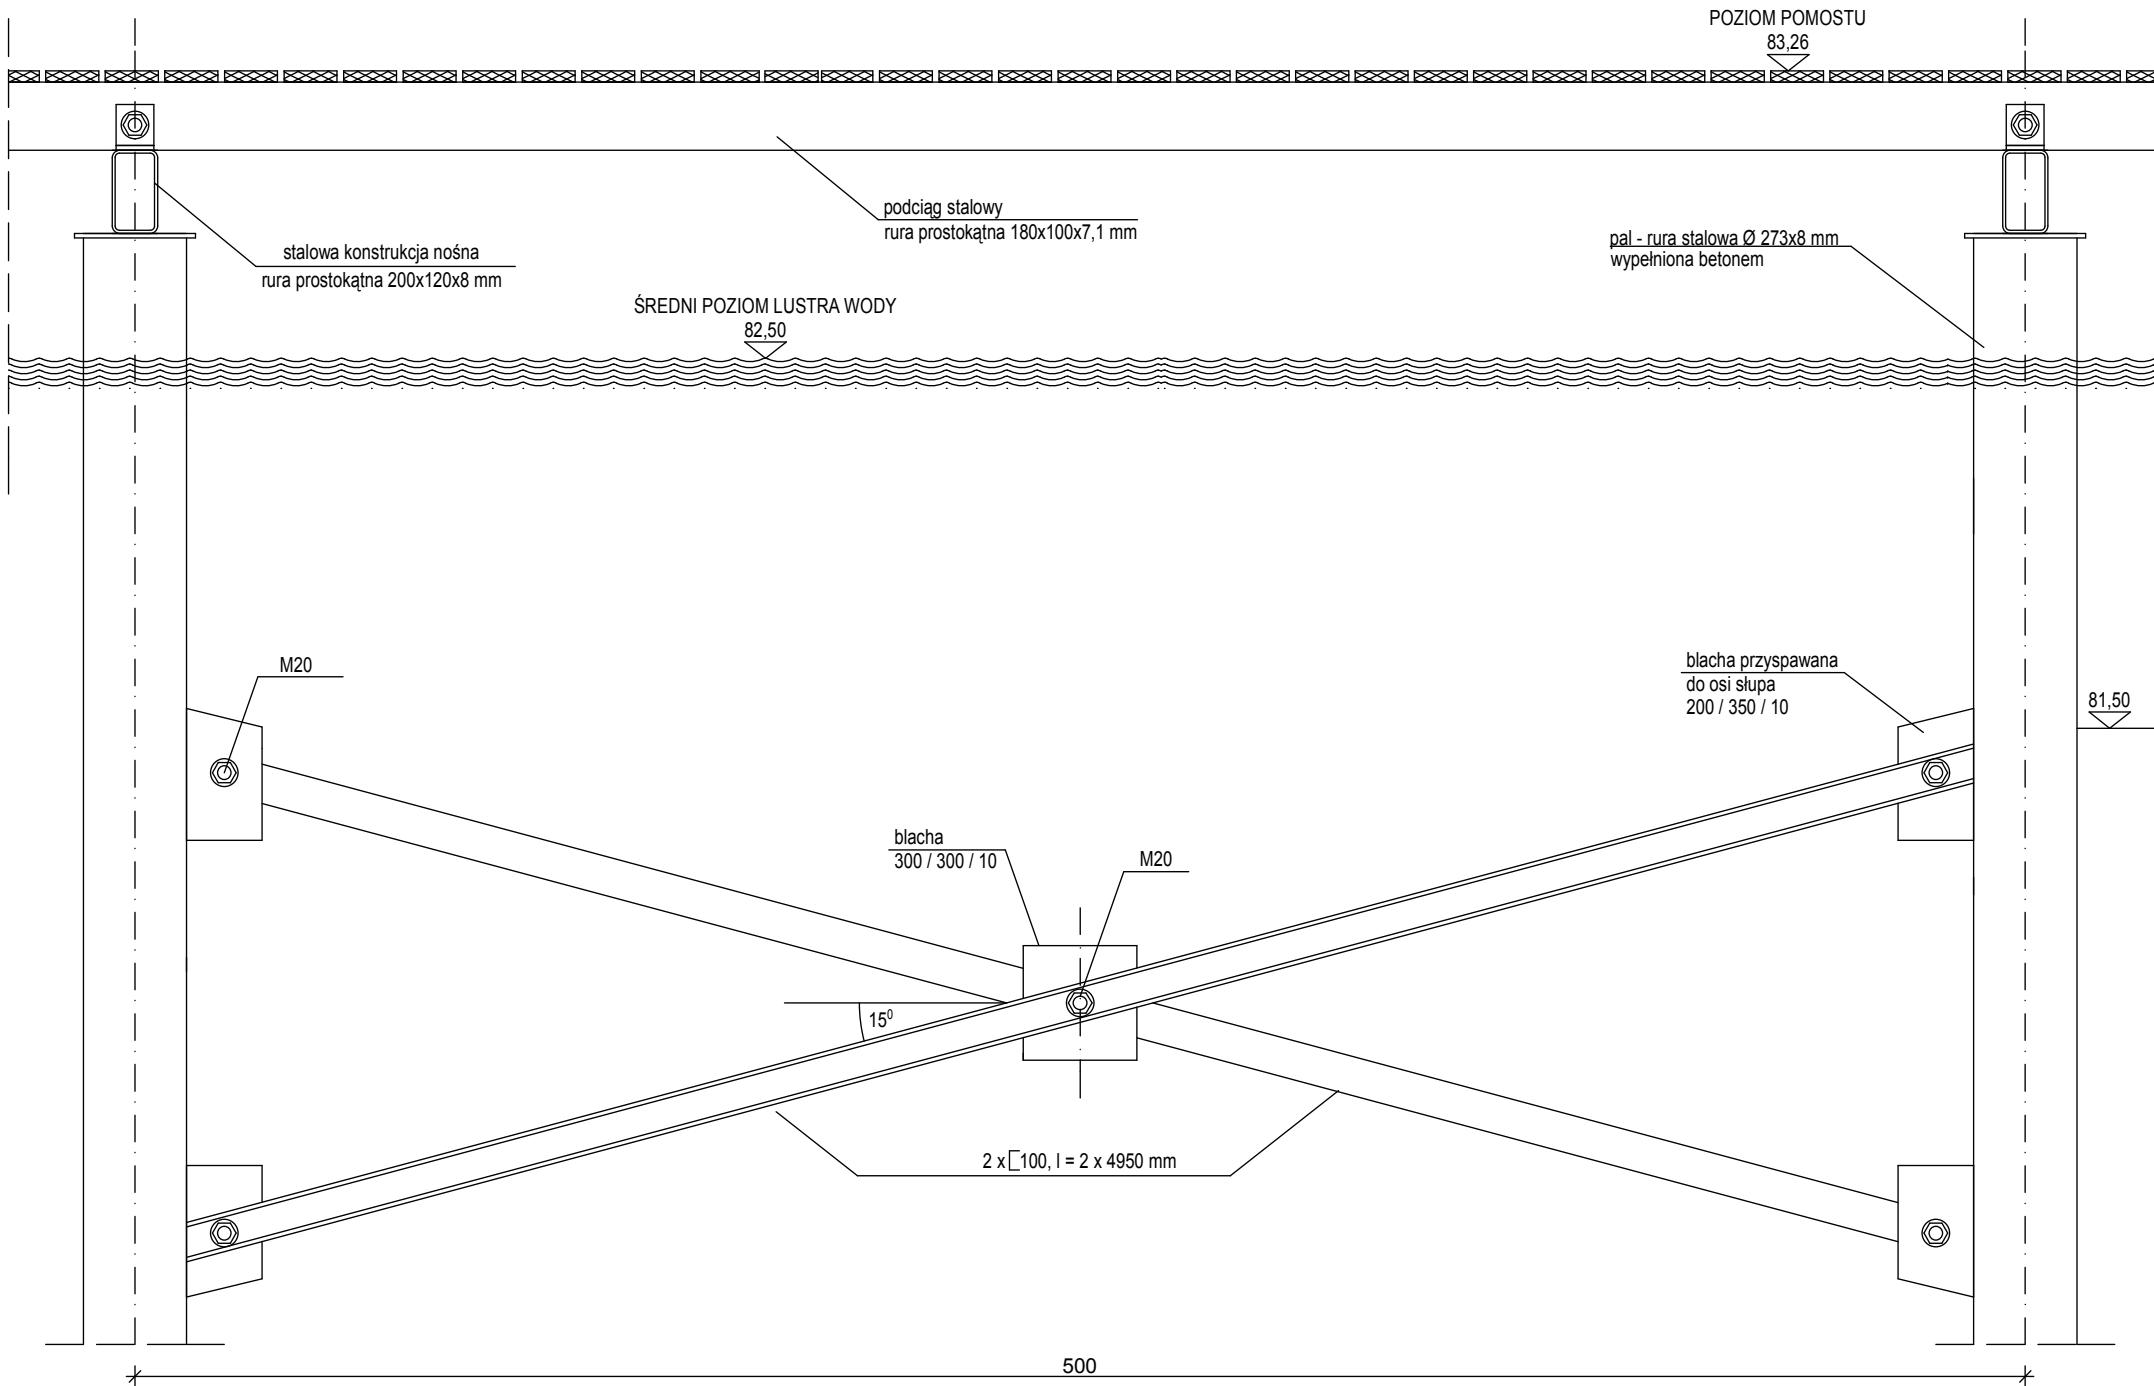 POZIOM POMOSTU
83,26
podciąg stalowy
rura prostokątna 180x100x7,1 mm
stalowa konstrukcja nośna
rura prostokątna 200x120x8 mm
pal - rura stalowa Ø 273x8 mm
wypełniona betonem
ŚREDNI POZIOM LUSTRA WODY
82,50
M20
blacha przyspawana
do osi słupa
200 / 350 / 10
81,50
blacha
300 / 300 / 10
M20
15⁰
2 x [100, l = 2 x 4950 mm
500